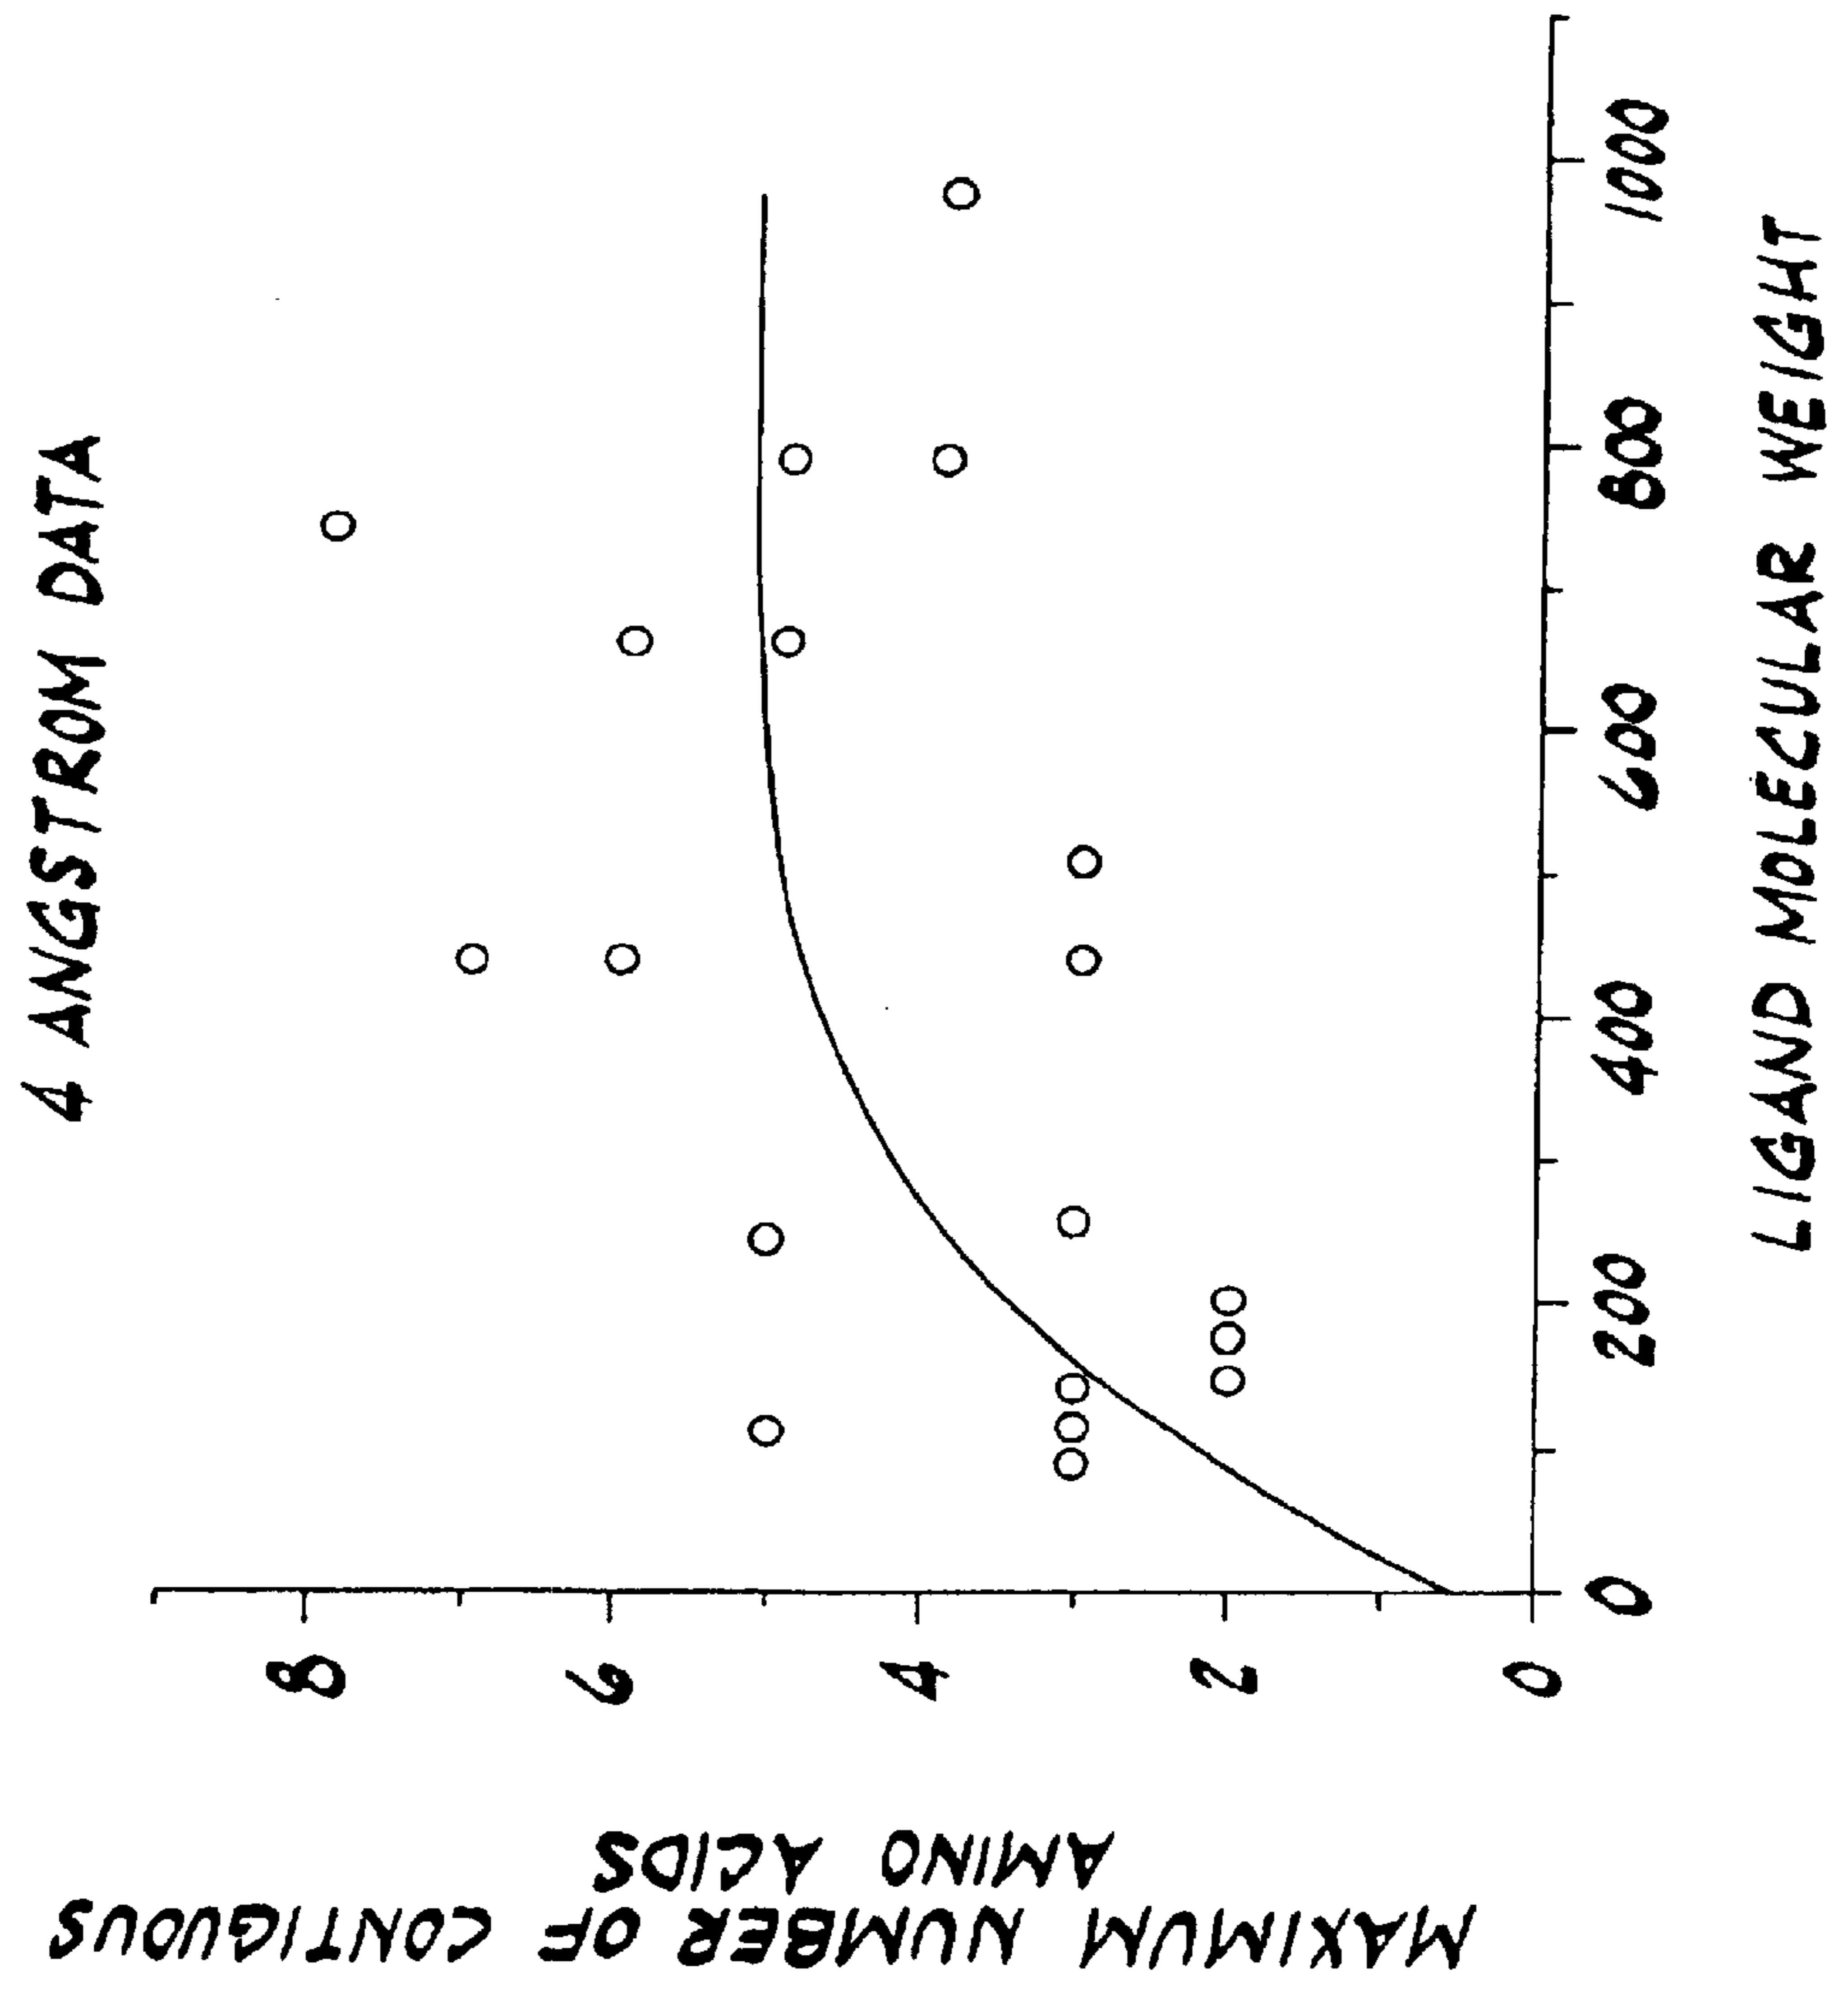 4 ANGSTROM DATA
MAXIMUM NUMBER OF CONTIGUOUS
AMINO ACIDS
8
6
4
2
0
0 200 400 600 800 1000
LIGAND MOLECULAR WEIGHT